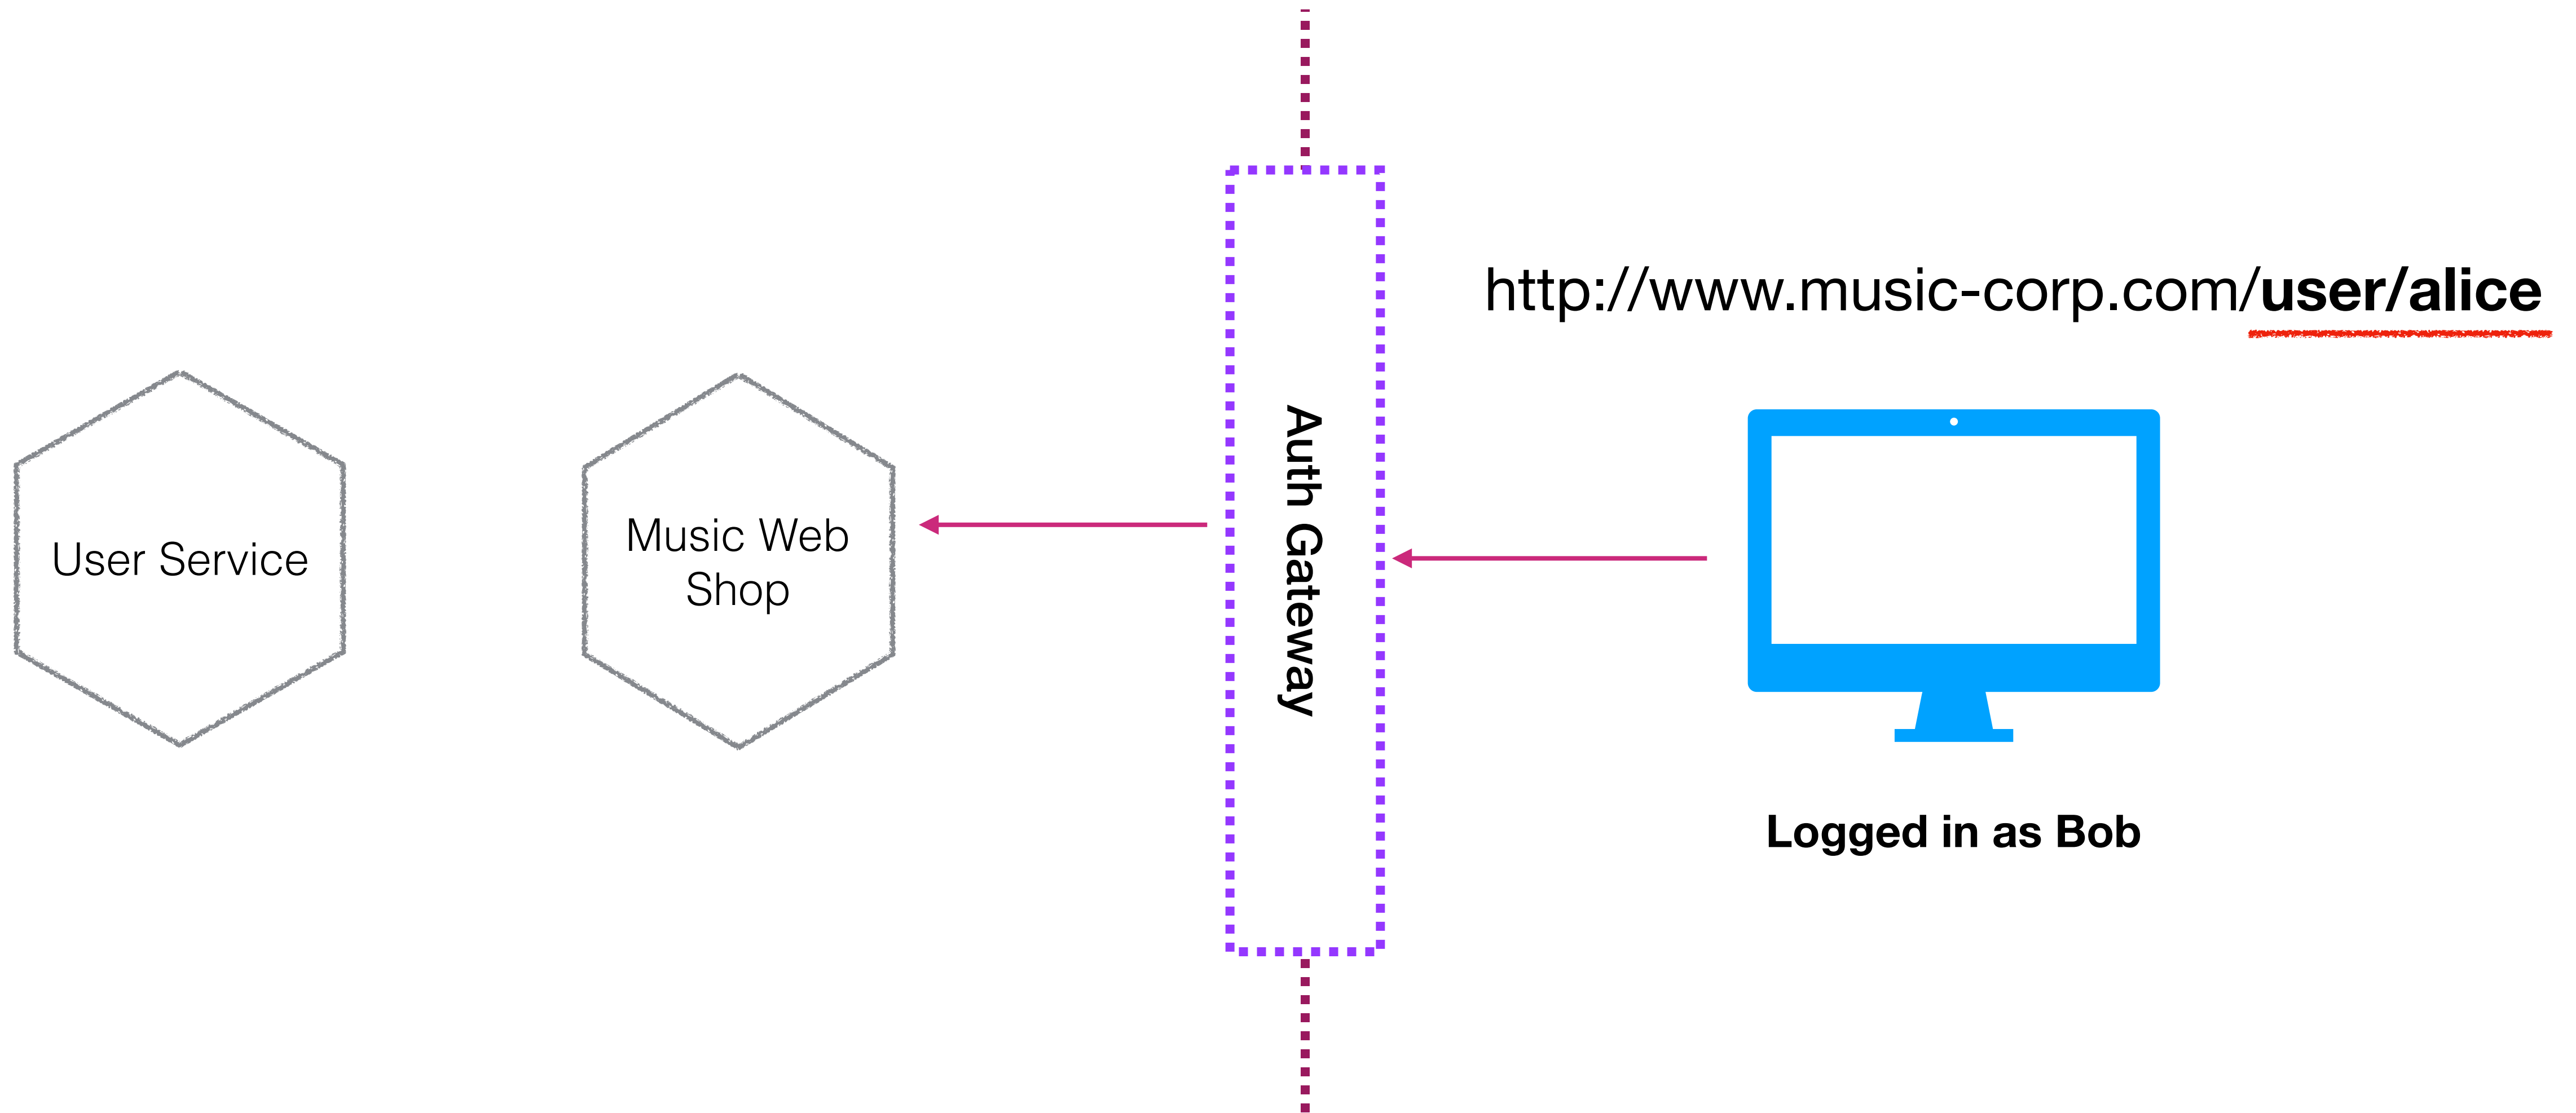 User Service
Music Web
Shop
Auth Gateway
http://www.music-corp.com/user/alice
Logged in as Bob